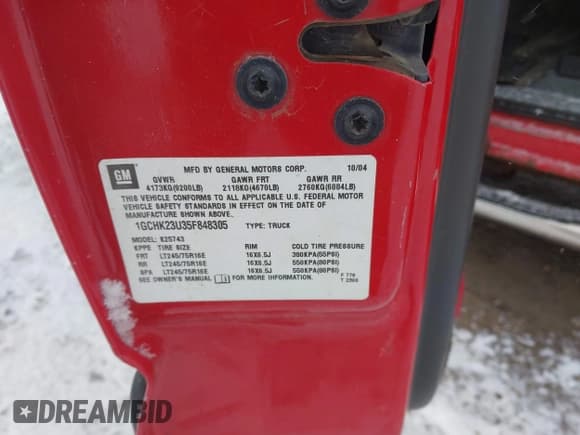 GM
MFD BY GENERAL MOTORS CORP. 10/04
GVWR GAWR FRT GAWR RR
4173KG(9200LB) 2118KG(4670LB) 2760KG(6084LB)
THIS VEHICLE CONFORMS TO ALL APPLICABLE U.S. FEDERAL MOTOR
VEHICLE SAFETY STANDARDS IN EFFECT ON THE DATE OF
MANUFACTURE SHOWN ABOVE.
1GCHK23U35F848305 TYPE: TRUCK
MODEL: K25743
KPPE TIRE SIZE RIM COLD TIRE PRESSURE
FRT LT245/75R16E 16X6.5J 380KPA(55PSI)
RR LT245/75R16E 16X6.5J 550KPA(80PSI)
SPA LT245/75R16E 16X6.5J 550KPA(80PSI)
SEE OWNER'S MANUAL FOR MORE INFORMATION
DREAMBID